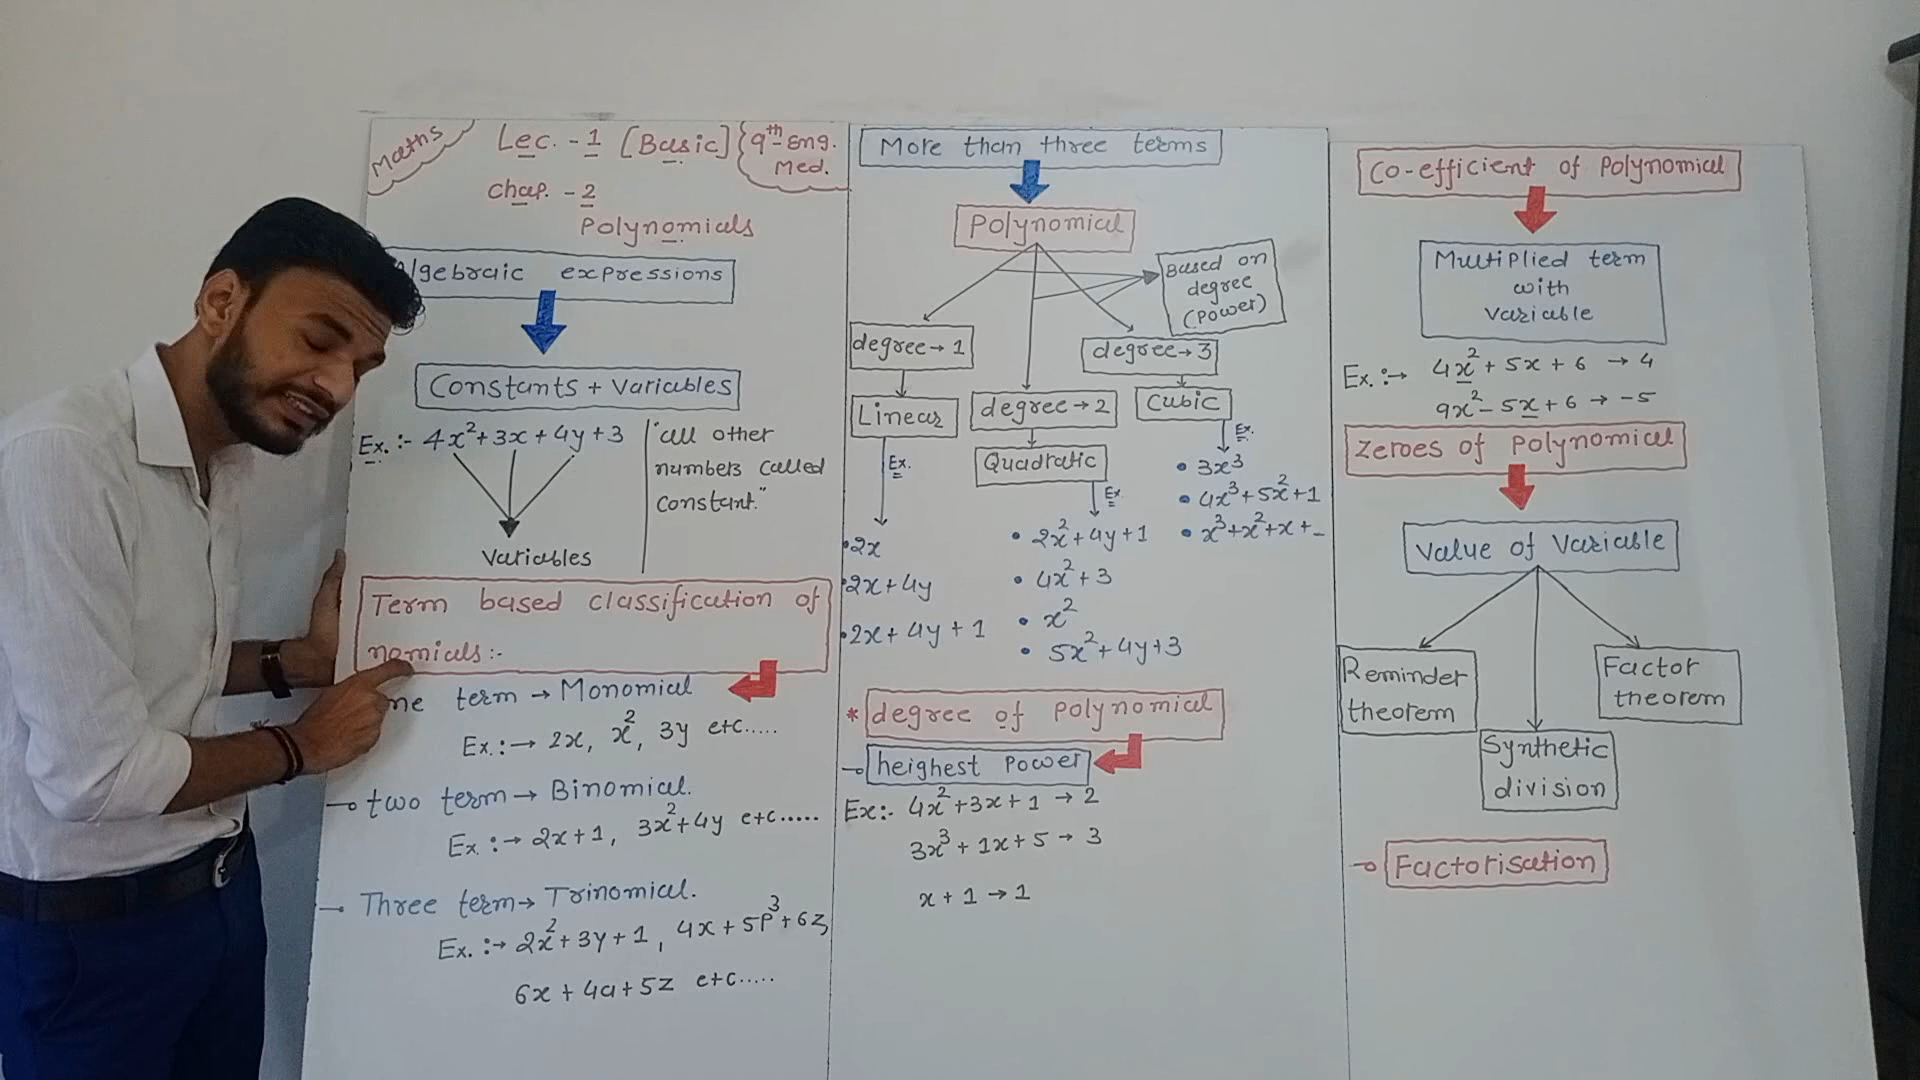 Maths
Lec. - 1 [Basic]
9th Eng.
Med.
Chap. - 2
Polynomials
Algebraic expressions
Constants + Variables
Ex. :- 4x²+3x+4y+3
"all other
numbers called
constant."
Variables
Term based classification of
nomials:-
one term → Monomial
Ex. :→ 2x, x², 3y etc.....
→ two term → Binomial.
Ex. :→ 2x+1, 3x²+4y etc.....
→ Three term → Trinomial.
Ex. :→ 2x²+3y+1, 4x+5p³+6z,
6x+4a+5z etc.....
More than three terms
Polynomial
Based on
degree
(power)
degree→1
Linear
Ex.
• 2x
• 2x+4y
• 2x+4y+1
degree→2
Quadratic
Ex.
• 2x²+4y+1
• 4x²+3
• x²
• 5x²+4y+3
degree→3
Cubic
Ex.
• 3x³
• 4x³+5x²+1
• x³+x²+x+-
* degree of polynomial
→ heighest power
Ex:- 4x²+3x+1 → 2
3x³+1x+5 → 3
x+1 → 1
Co-efficient of polynomial
Multiplied term
with
variable
Ex. :→ 4x²+5x+6 → 4
9x²-5x+6 → -5
Zeroes of polynomial
Value of variable
Reminder
theorem
Synthetic
division
Factor
theorem
→ Factorisation